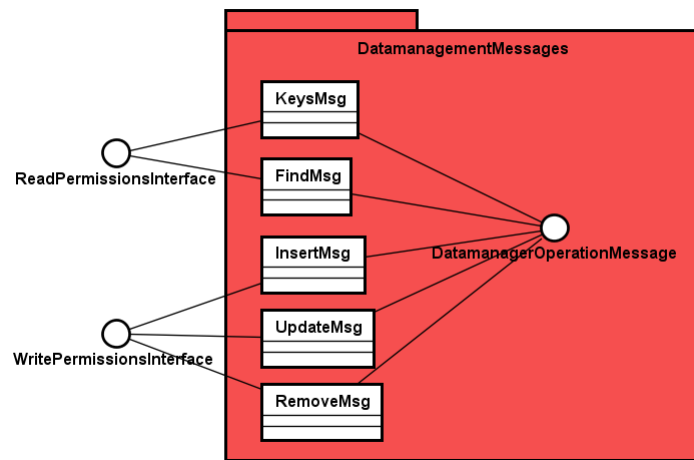 DatamanagementMessages
KeysMsg
ReadPermissionsInterface
FindMsg
DatamanagerOperationMessage
InsertMsg
UpdateMsg
WritePermissionsInterface
RemoveMsg